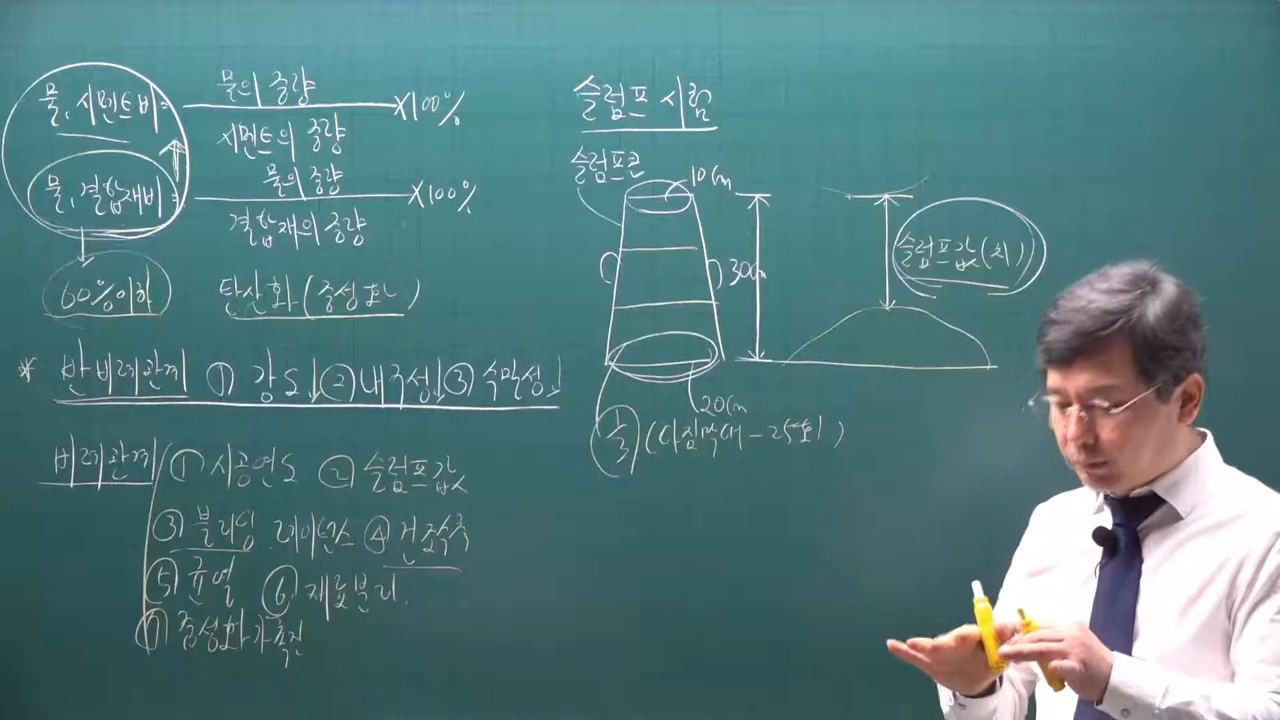 물, 시멘트비 = 물의 중량 / 시멘트의 중량 X100%
물, 결합재비 = 물의 중량 / 결합재의 중량 X100%
60%이하
탄산화 (중성화)
* 반비례관계 ① 강도↓ ② 내구성↓ ③ 수밀성↓
비례관계 ① 시공연도 ② 슬럼프값
③ 블리딩, 레이턴스 ④ 건조수축
⑤ 균열 ⑥ 재료분리.
⑦ 중성화가 촉진
슬럼프 시험
슬럼프콘
10cm
30cm
20cm
슬럼프값(치)
(다짐막대 - 25회)